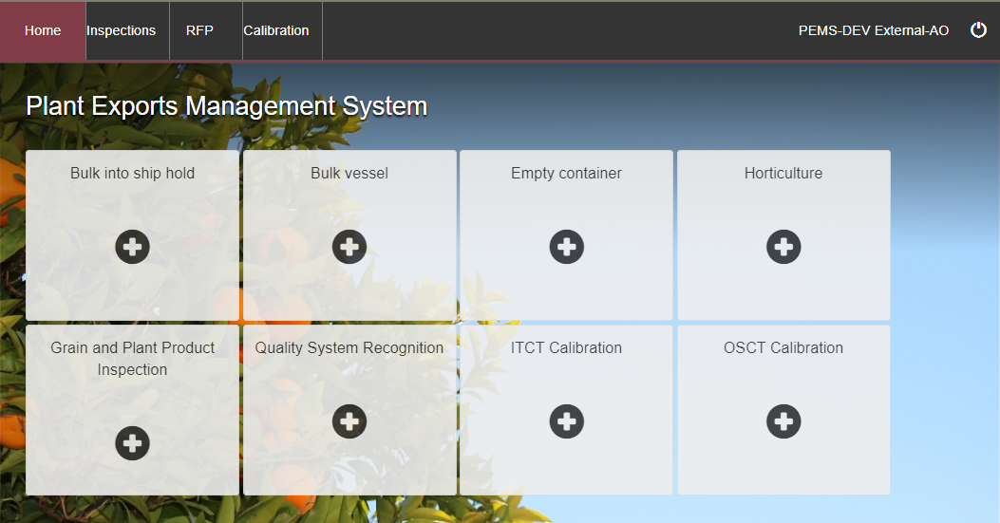 Home Inspections RFP Calibration PEMS-DEV External-AO
Plant Exports Management System
Bulk into ship hold Bulk vessel Empty container Horticulture
Grain and Plant Product Quality System Recognition ITCT Calibration OSCT Calibration
Inspection